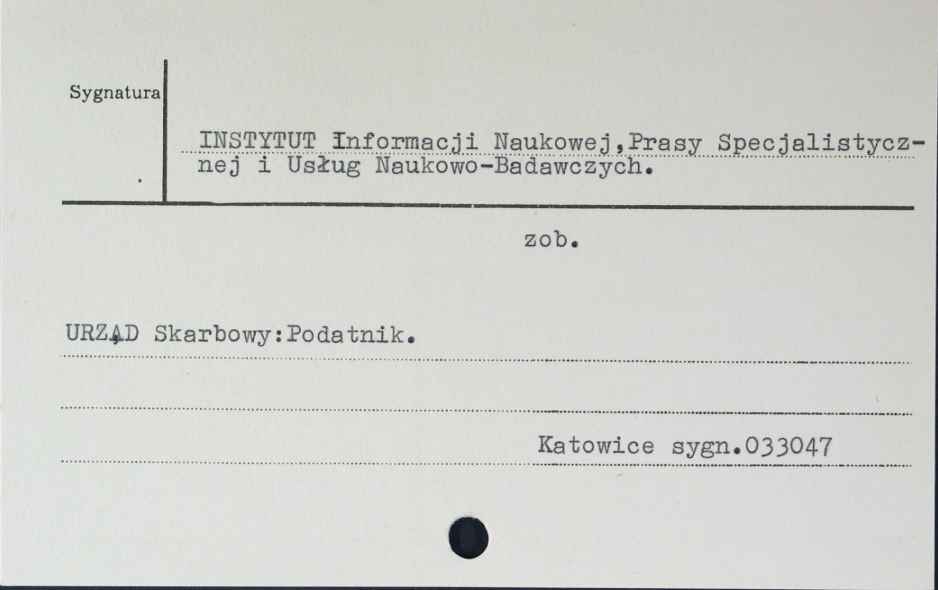 Sygnatura
INSTYTUT Informacji Naukowej,Prasy Specjalistycz-
nej i Usług Naukowo-Badawczych.
zob.
URZĄD Skarbowy:Podatnik.
Katowice sygn.033047